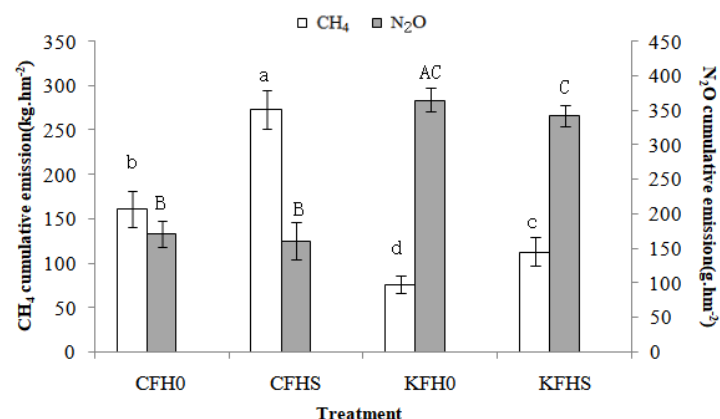 CH₄ N₂O
350
300
250
200
150
100
50
0
CH₄ cumulative emission(kg.hm⁻²)
b
B
a
B
d
AC
c
C
450
400
350
300
250
200
150
100
50
0
N₂O cumulative emission(g.hm⁻²)
CFH0 CFHS KFH0 KFHS
Treatment